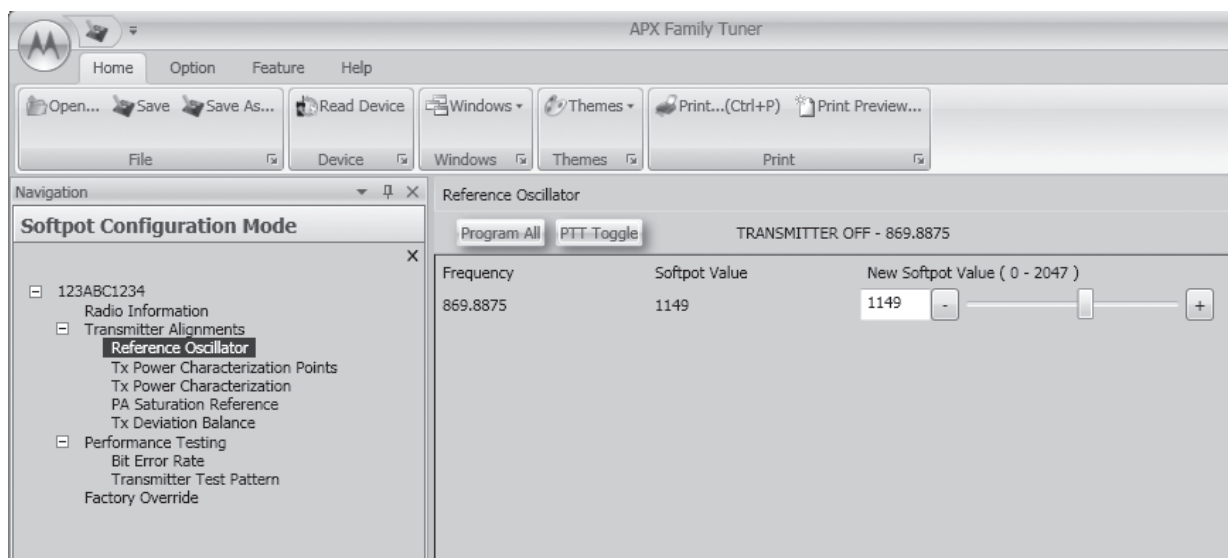 APX Family Tuner
Home Option Feature Help
Open... Save Save As... Read Device Windows Themes Print...(Ctrl+P) Print Preview...
File Device Windows Themes Print
Navigation
Softpot Configuration Mode
123ABC1234
Radio Information
Transmitter Alignments
Reference Oscillator
Tx Power Characterization Points
Tx Power Characterization
PA Saturation Reference
Tx Deviation Balance
Performance Testing
Bit Error Rate
Transmitter Test Pattern
Factory Override
Reference Oscillator
Program All PTT Toggle TRANSMITTER OFF - 869.8875
Frequency Softpot Value New Softpot Value ( 0 - 2047 )
869.8875 1149 1149 - +